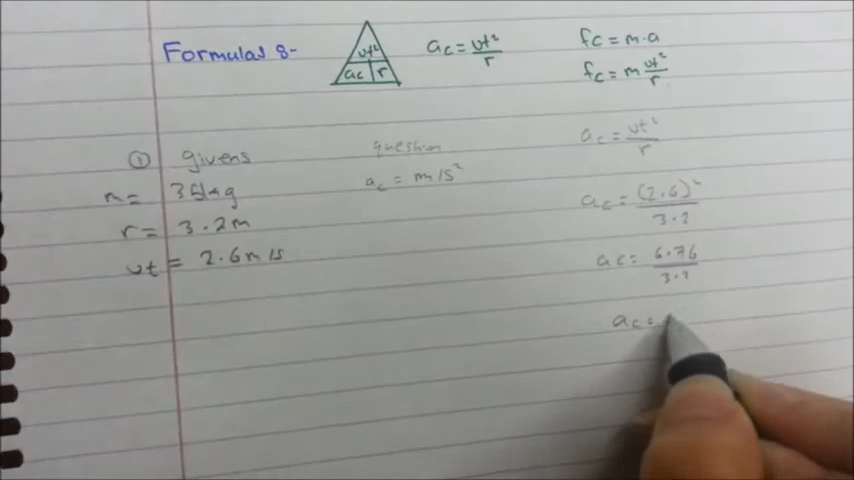 Formulas 8-
vt²
ac r
ac = vt²/r
fc = m·a
fc = m vt²/r
① givens
m =
r = 3.2m
vt = 2.6m/s
question
ac = m/s²
ac = vt²/r
ac = (2.6)²/3.2
ac = 6.76/3.2
ac =